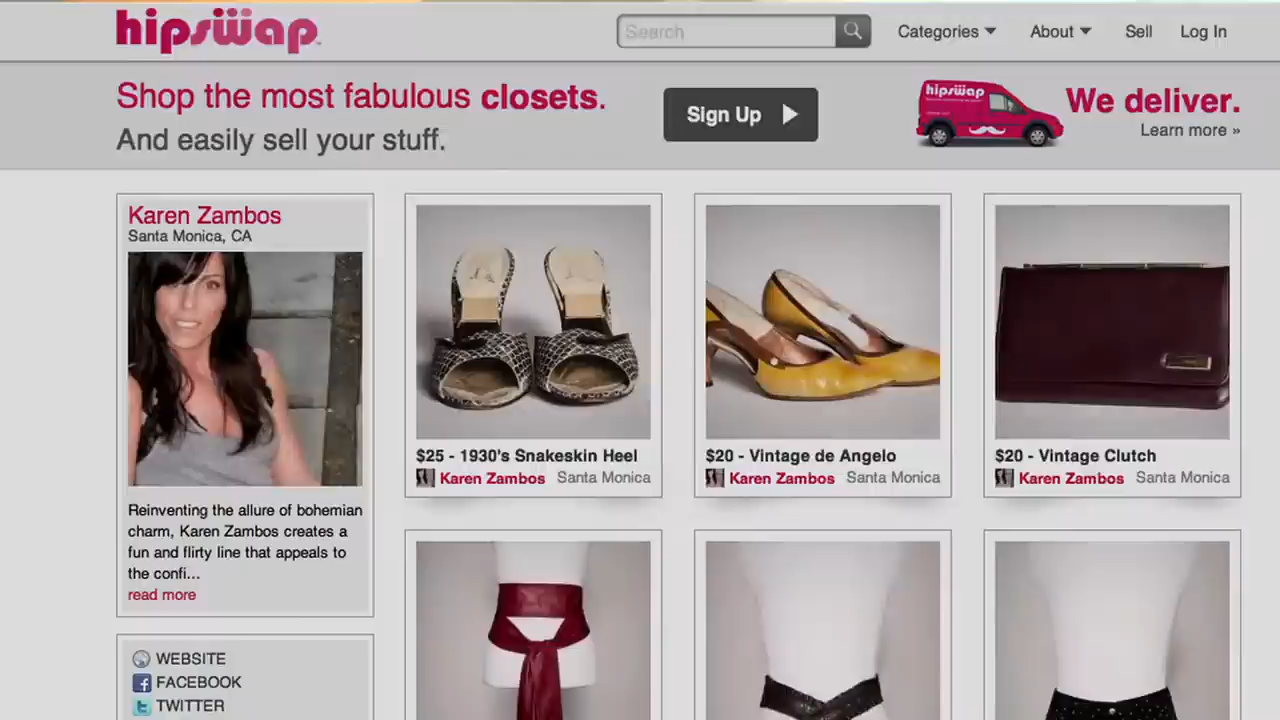 hipswap
Search
Categories
About
Sell
Log In
Shop the most fabulous closets.
And easily sell your stuff.
Sign Up
hipswap
We deliver.
Learn more »
Karen Zambos
Santa Monica, CA
Reinventing the allure of bohemian
charm, Karen Zambos creates a
fun and flirty line that appeals to
the confi...
read more
WEBSITE
FACEBOOK
TWITTER
$25 - 1930's Snakeskin Heel
Karen Zambos Santa Monica
$20 - Vintage de Angelo
Karen Zambos Santa Monica
$20 - Vintage Clutch
Karen Zambos Santa Monica